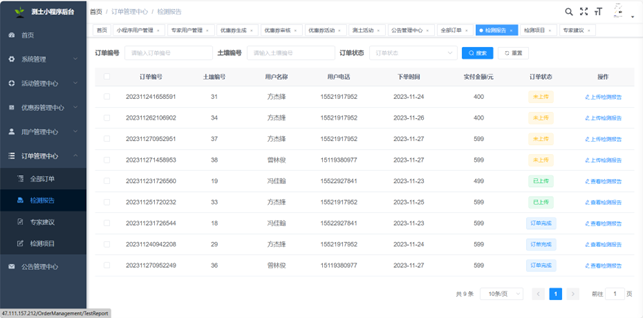 测土小程序后台
首页 / 订单管理中心 / 检测报告
首页 小程序用户管理 × 专家用户管理 × 优惠券生成 × 优惠券审核 × 优惠券活动 × 测土活动 × 公告管理中心 × 全部订单 × 检测报告 × 检测项目 × 专家建议 ×
首页
系统管理
活动管理中心
优惠券管理中心
用户管理中心
订单管理中心
全部订单
检测报告
专家建议
检测项目
公告管理中心
订单编号 请输入订单编号 土壤编号 请输入土壤编号 订单状态 订单状态 搜索 重置
订单编号 土壤编号 用户名称 用户电话 下单时间 实付金额/元 订单状态 操作
202311241658591 31 方杰锋 15521917952 2023-11-24 400 未上传 上传检测报告
202311262106902 34 方杰锋 15521917952 2023-11-26 400 未上传 上传检测报告
202311270952951 37 方杰锋 15521917952 2023-11-27 599 未上传 上传检测报告
202311271458953 38 曾林俊 15119380977 2023-11-27 599 未上传 上传检测报告
202311231726560 19 冯佳脑 15522927841 2023-11-23 499 已上传 查看检测报告
202311251720232 33 方杰锋 15521917952 2023-11-25 599 已上传 查看检测报告
202311231726544 18 冯佳脑 15522927841 2023-11-23 599 订单完成 查看检测报告
202311240942208 29 方杰锋 15521917952 2023-11-24 599 订单完成 查看检测报告
202311270952249 36 曾林俊 15119380977 2023-11-27 599 订单完成 查看检测报告
共 9 条 10条/页 1 前往 1 页
47.111.157.212/OrderManagement/TestReport